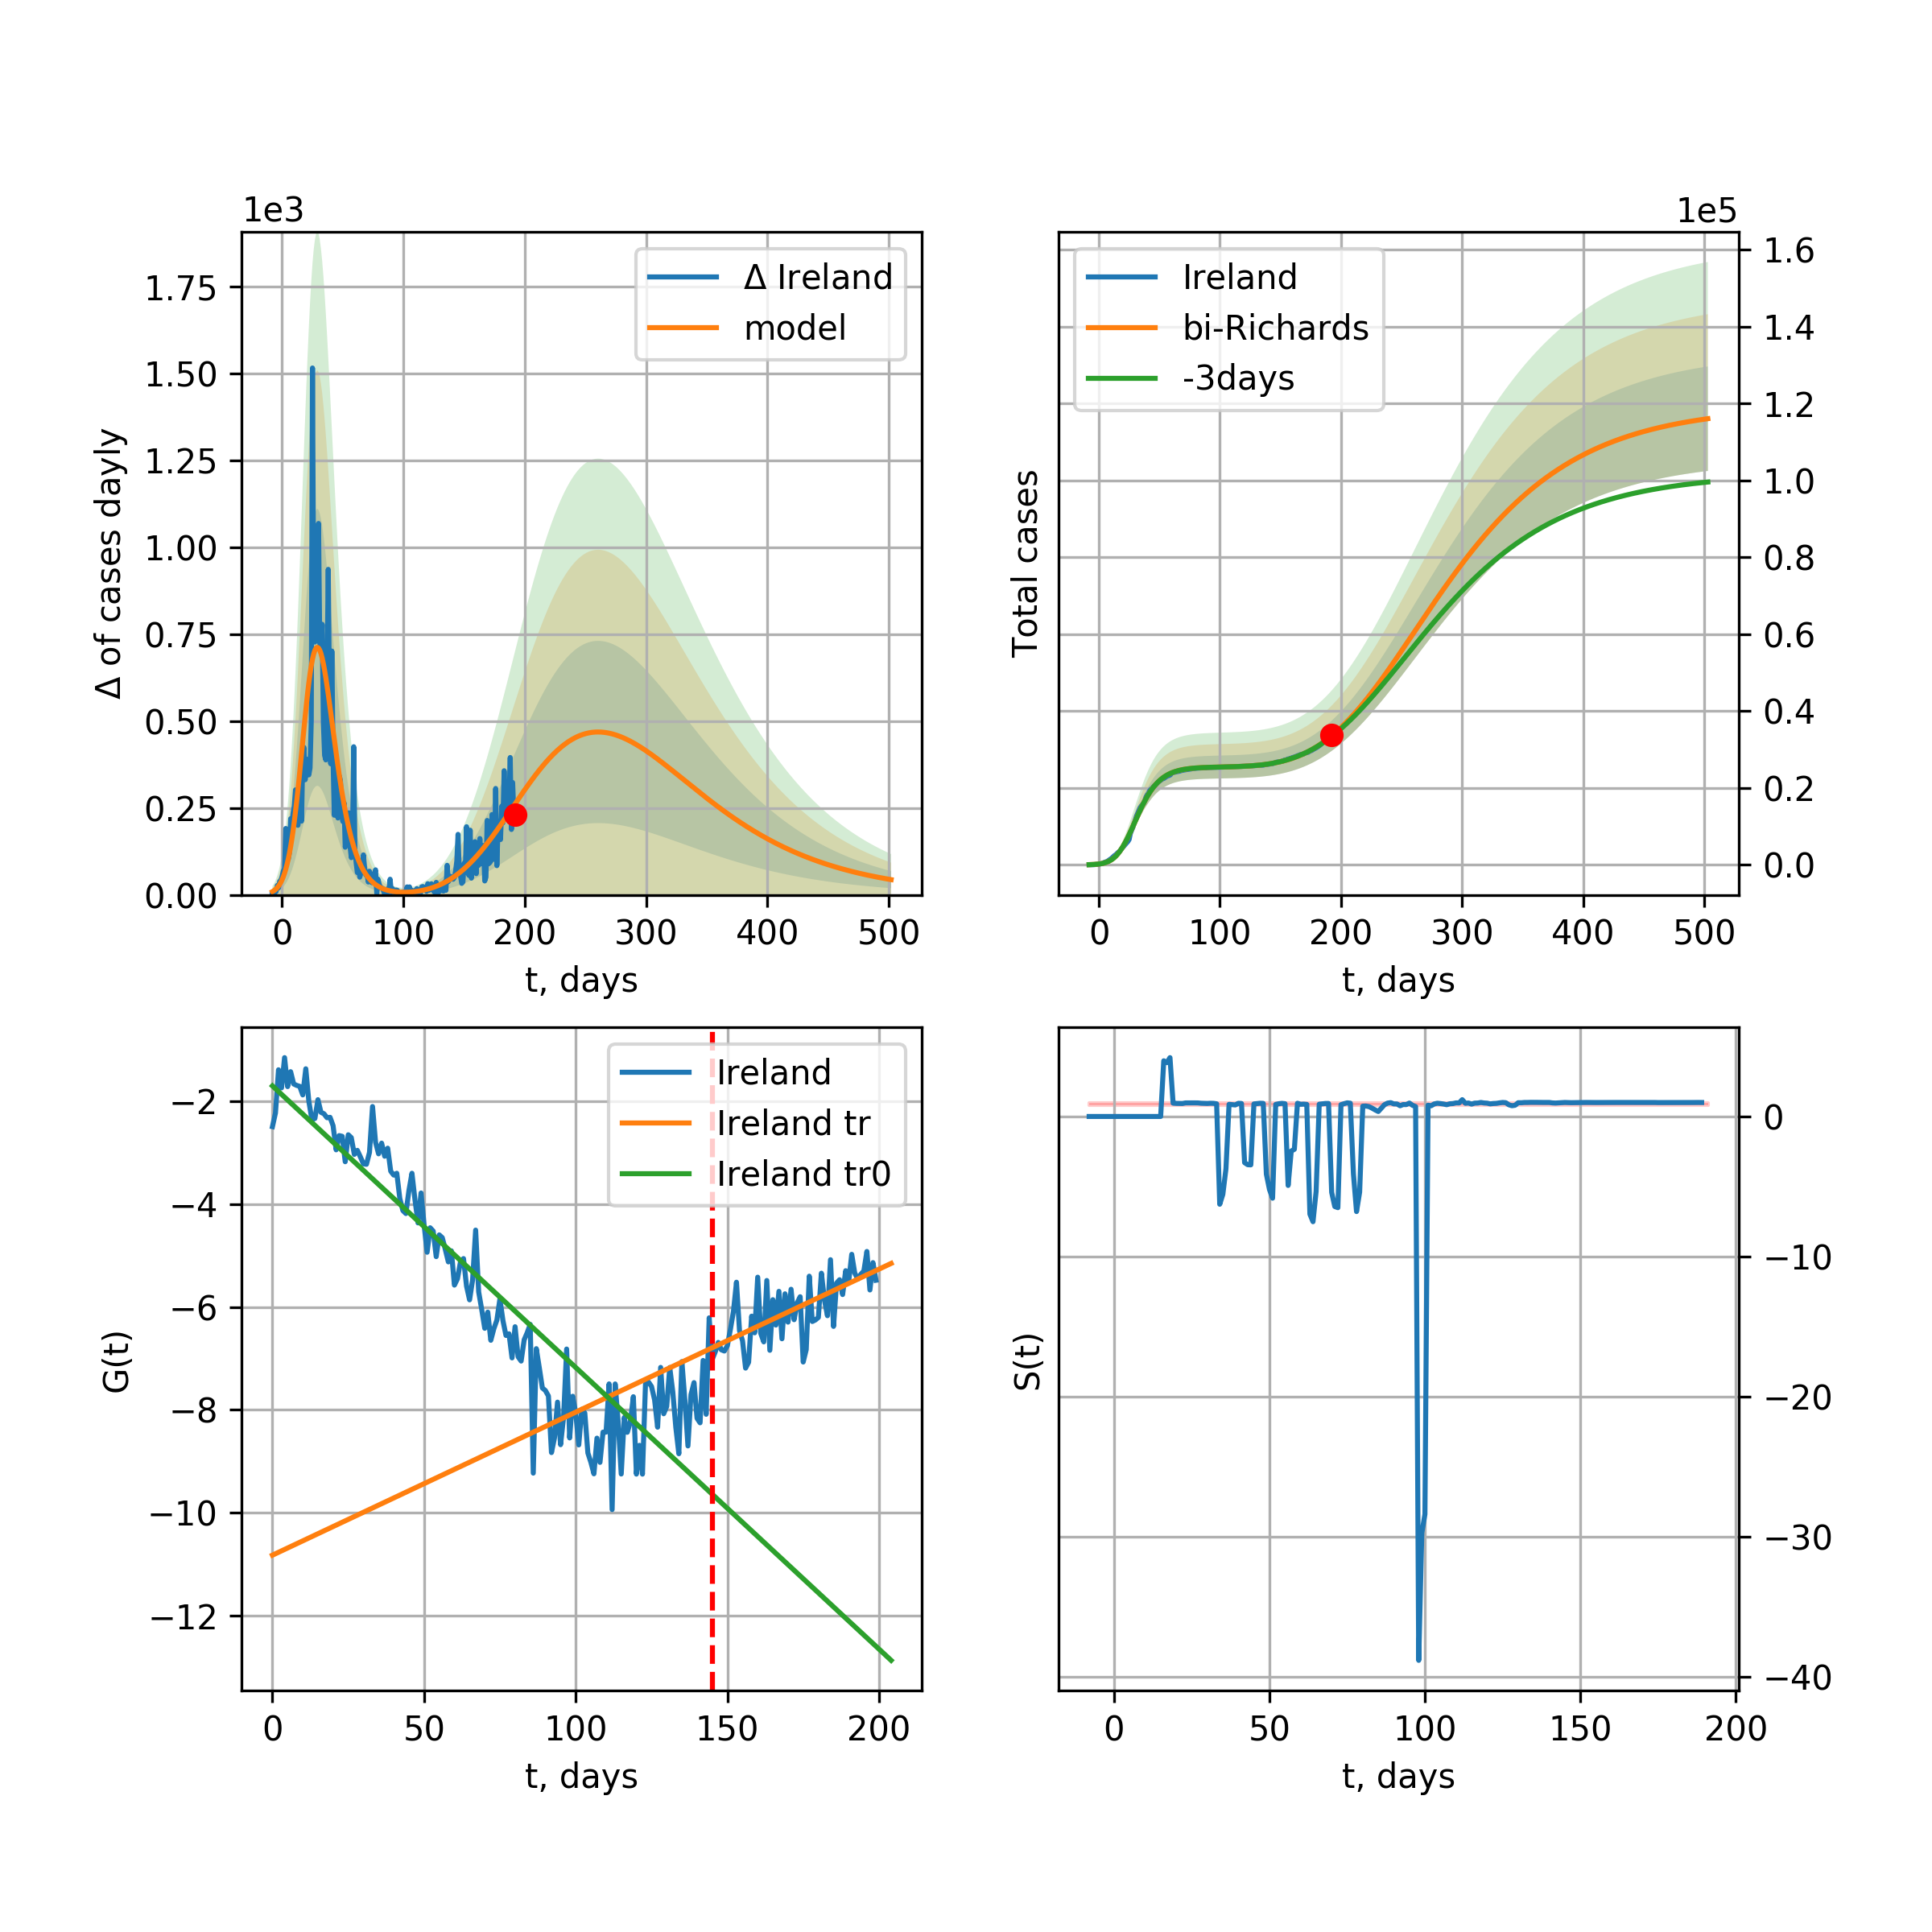 1e3
Δ of cases dayly
1.75
1.50
1.25
1.00
0.75
0.50
0.25
0.00
Δ Ireland
model
0 100 200 300 400 500
t, days
1e5
Total cases
Ireland
bi-Richards
-3days
1.6
1.4
1.2
1.0
0.8
0.6
0.4
0.2
0.0
0 100 200 300 400 500
t, days
G(t)
−2
−4
−6
−8
−10
−12
Ireland
Ireland tr
Ireland tr0
0 50 100 150 200
t, days
S(t)
0
−10
−20
−30
−40
0 50 100 150 200
t, days